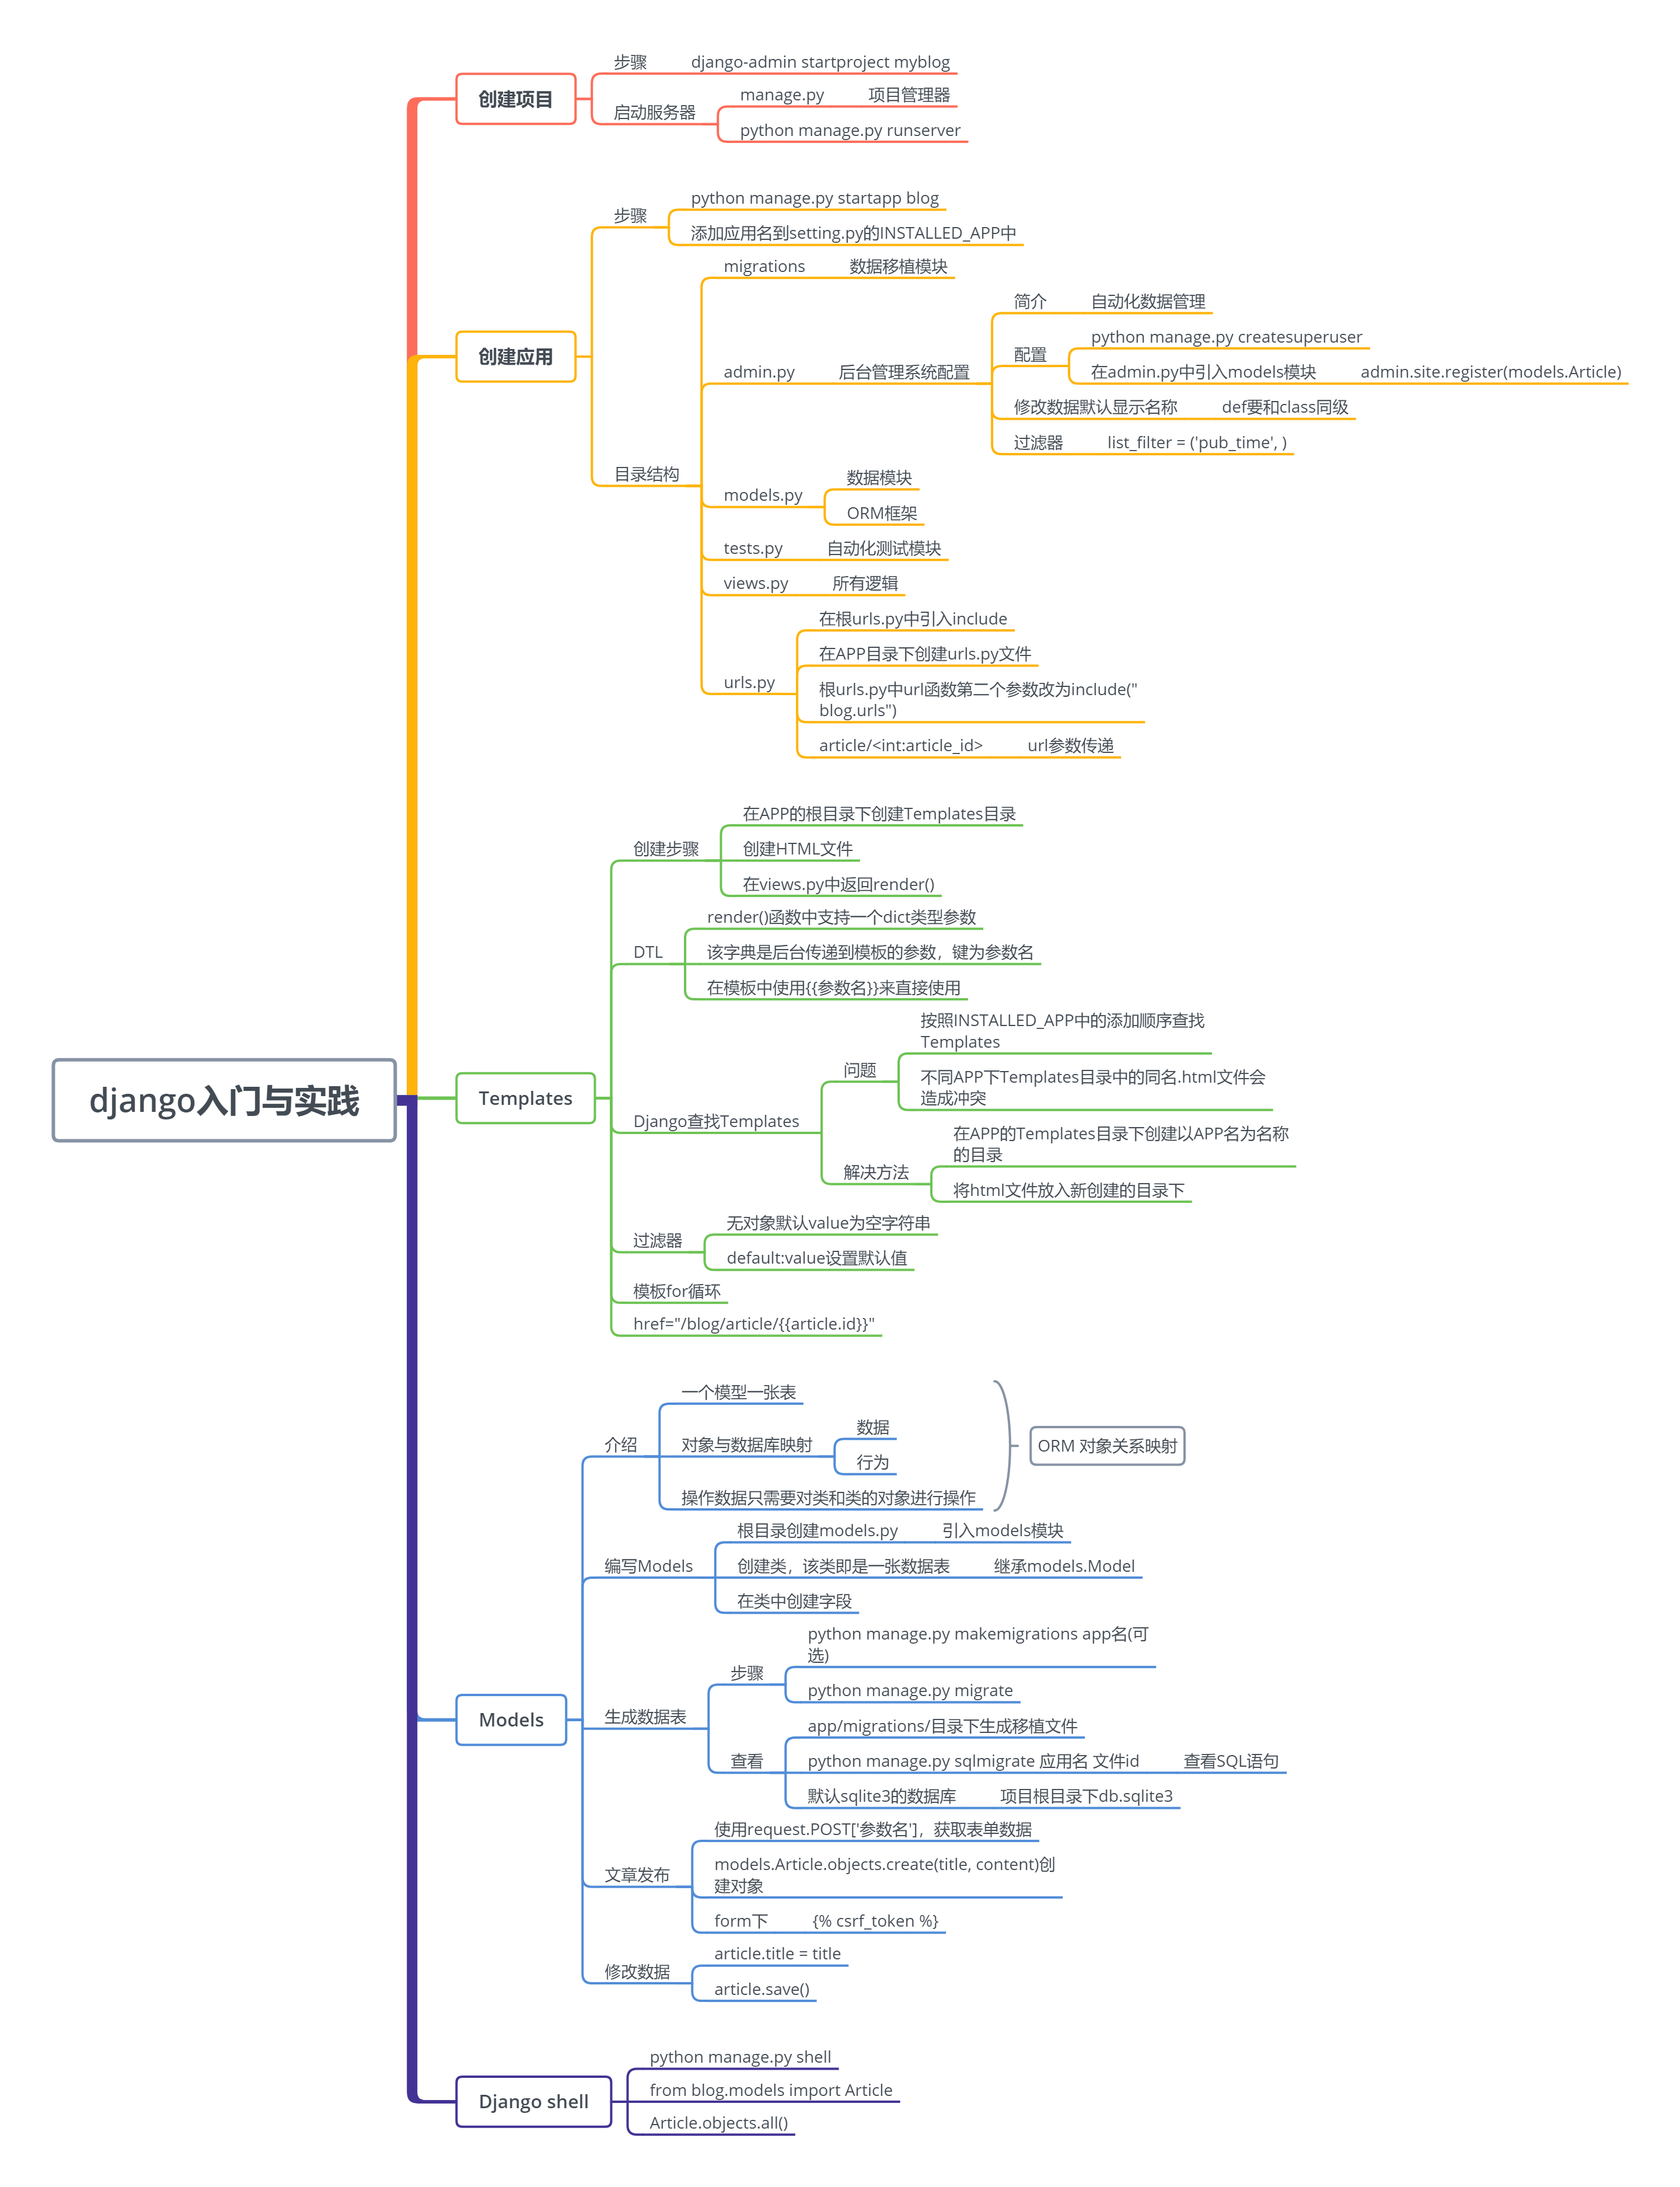 django入门与实践
创建项目
步骤
django-admin startproject myblog
启动服务器
manage.py
项目管理器
python manage.py runserver
创建应用
步骤
python manage.py startapp blog
添加应用名到setting.py的INSTALLED_APP中
目录结构
migrations
数据移植模块
admin.py
后台管理系统配置
简介
自动化数据管理
配置
python manage.py createsuperuser
在admin.py中引入models模块
admin.site.register(models.Article)
修改数据默认显示名称
def要和class同级
过滤器
list_filter = ('pub_time', )
models.py
数据模块
ORM框架
tests.py
自动化测试模块
views.py
所有逻辑
urls.py
在根urls.py中引入include
在APP目录下创建urls.py文件
根urls.py中url函数第二个参数改为include("
blog.urls")
article/<int:article_id>
url参数传递
Templates
创建步骤
在APP的根目录下创建Templates目录
创建HTML文件
在views.py中返回render()
DTL
render()函数中支持一个dict类型参数
该字典是后台传递到模板的参数，键为参数名
在模板中使用{{参数名}}来直接使用
Django查找Templates
问题
按照INSTALLED_APP中的添加顺序查找
Templates
不同APP下Templates目录中的同名.html文件会
造成冲突
解决方法
在APP的Templates目录下创建以APP名为名称
的目录
将html文件放入新创建的目录下
过滤器
无对象默认value为空字符串
default:value设置默认值
模板for循环
href="/blog/article/{{article.id}}"
Models
介绍
一个模型一张表
对象与数据库映射
数据
行为
操作数据只需要对类和类的对象进行操作
ORM 对象关系映射
编写Models
根目录创建models.py
引入models模块
创建类，该类即是一张数据表
继承models.Model
在类中创建字段
生成数据表
步骤
python manage.py makemigrations app名(可
选)
python manage.py migrate
查看
app/migrations/目录下生成移植文件
python manage.py sqlmigrate 应用名 文件id
查看SQL语句
默认sqlite3的数据库
项目根目录下db.sqlite3
文章发布
使用request.POST['参数名']，获取表单数据
models.Article.objects.create(title, content)创
建对象
form下
{% csrf_token %}
修改数据
article.title = title
article.save()
Django shell
python manage.py shell
from blog.models import Article
Article.objects.all()